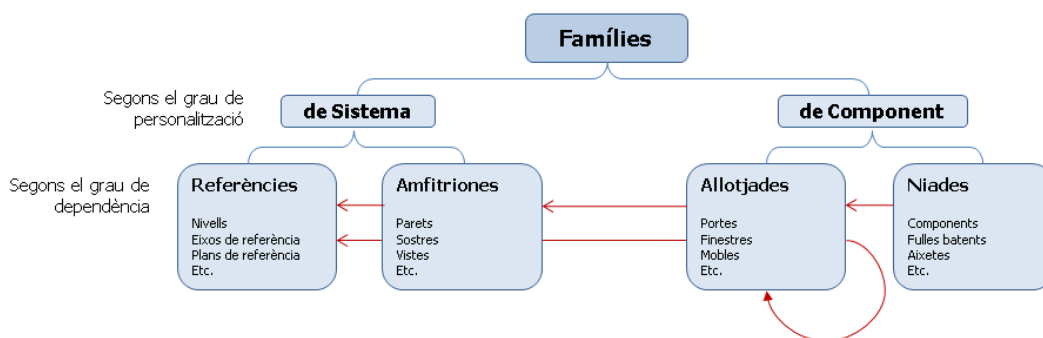 Famílies
Segons el grau de
personalització
de Sistema
de Component
Segons el grau de
dependència
Referències
Nivells
Eixos de referència
Plans de referència
Etc.
Amfitriones
Parets
Sostres
Vistes
Etc.
Allotjades
Portes
Finestres
Mobles
Etc.
Niades
Components
Fulles batents
Aixetes
Etc.